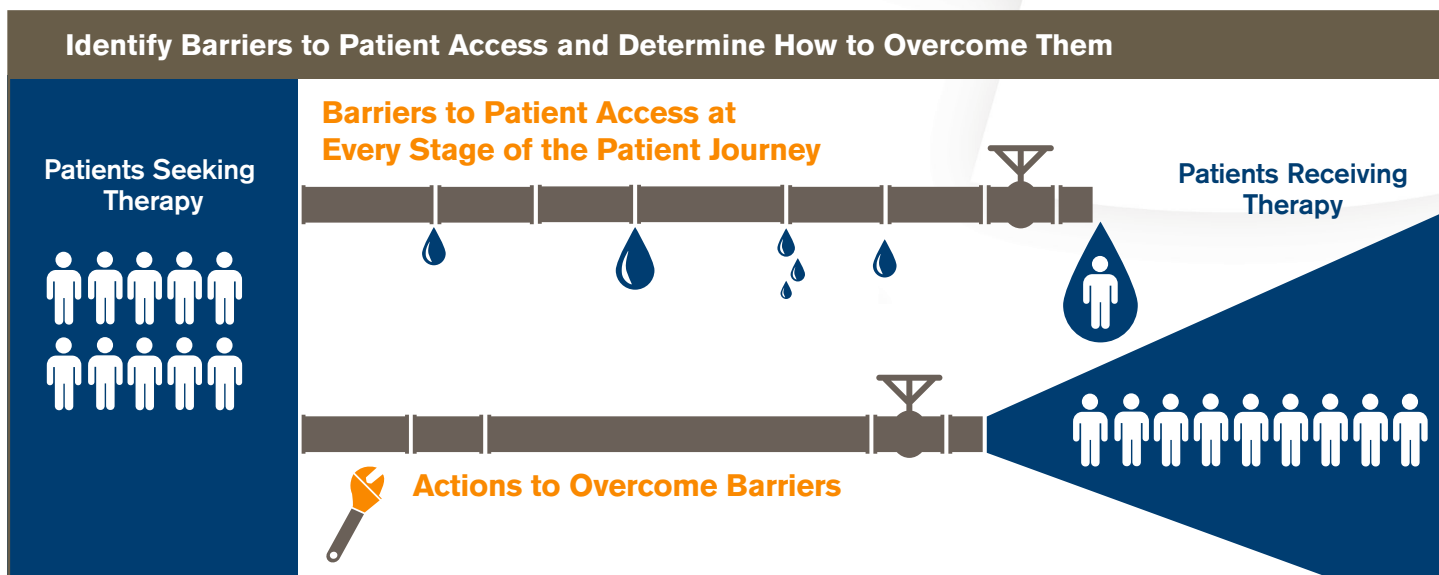 Identify Barriers to Patient Access and Determine How to Overcome Them
Patients Seeking
Therapy
Barriers to Patient Access at
Every Stage of the Patient Journey
Patients Receiving
Therapy
Actions to Overcome Barriers